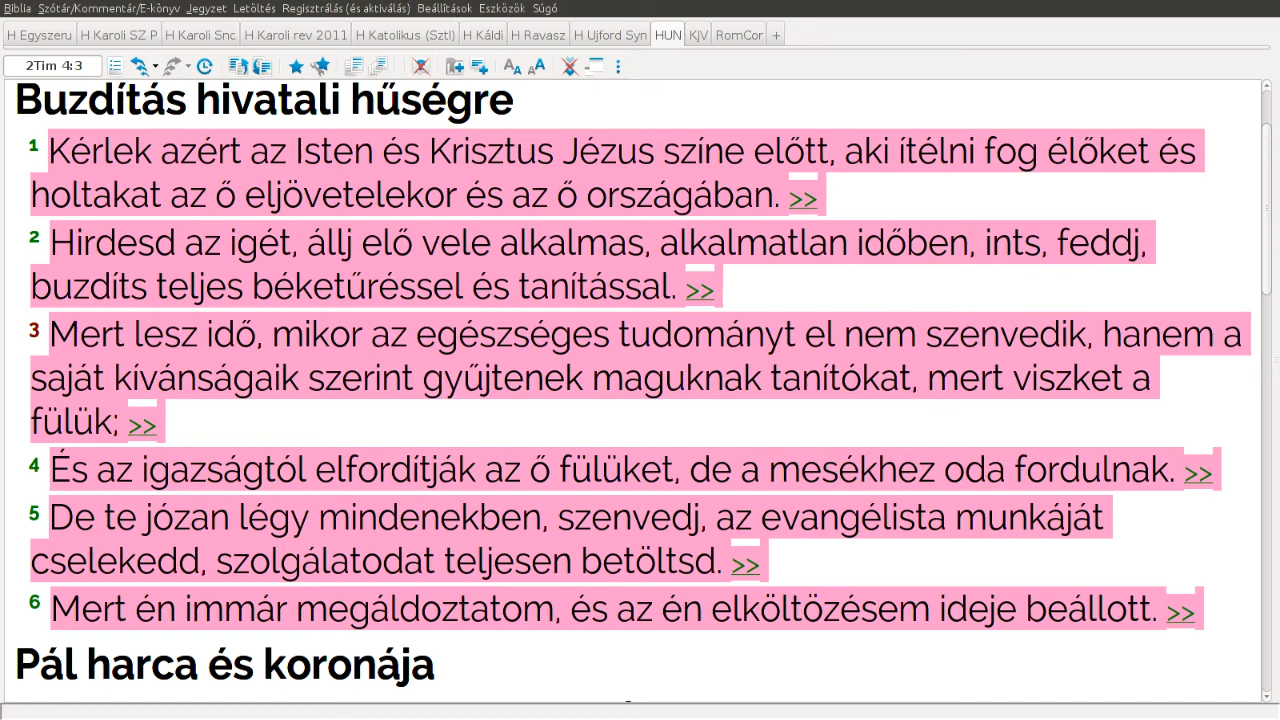 Biblia Szótár/Kommentár/E-könyv Jegyzet Letöltés Regisztrálás (és aktiválás) Beállítások Eszközök Súgó
H Egyszeru H Karoli SZ P H Karoli Snc H Karoli rev 2011 H Katolikus (SztI) H Káldi H Ravasz H Ujford Syn HUN KJV RomCor +
2Tim 4:3
Buzdítás hivatali hűségre
1 Kérlek azért az Isten és Krisztus Jézus színe előtt, aki ítélni fog élőket és
holtakat az ő eljövetelekor és az ő országában. >>
2 Hirdesd az igét, állj elő vele alkalmas, alkalmatlan időben, ints, feddj,
buzdíts teljes béketűréssel és tanítással. >>
3 Mert lesz idő, mikor az egészséges tudományt el nem szenvedik, hanem a
saját kívánságaik szerint gyűjtenek maguknak tanítókat, mert viszket a
fülük; >>
4 És az igazságtól elfordítják az ő fülüket, de a mesékhez oda fordulnak. >>
5 De te józan légy mindenekben, szenvedj, az evangélista munkáját
cselekedd, szolgálatodat teljesen betöltsd. >>
6 Mert én immár megáldoztatom, és az én elköltözésem ideje beállott. >>
Pál harca és koronája